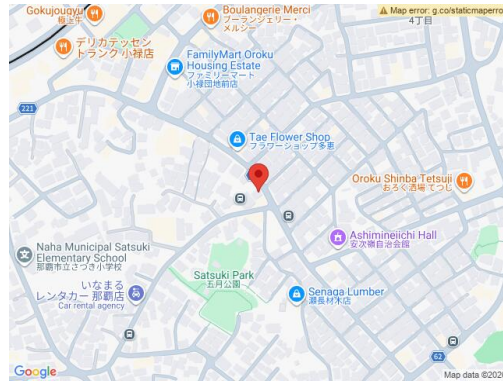 Gokujougyu
極上牛
Boulangerie Merci
ブーランジェリー・
メルシー
Map error: g.co/staticmaperro
4丁目
デリカテッセン
トランク 小禄店
FamilyMart Oroku
Housing Estate
ファミリーマート
小禄団地前店
221
Tae Flower Shop
フラワーショップ多恵
Oroku Shinba Tetsuji
おろく酒場 てつじ
Ashimineiichi Hall
安次嶺自治会館
Naha Municipal Satsuki
Elementary School
那覇市立さつき小学校
Satsuki Park
五月公園
いなまる
レンタカー 那覇店
Car rental agency
Senaga Lumber
瀬長材木店
62
Google
Map data ©202